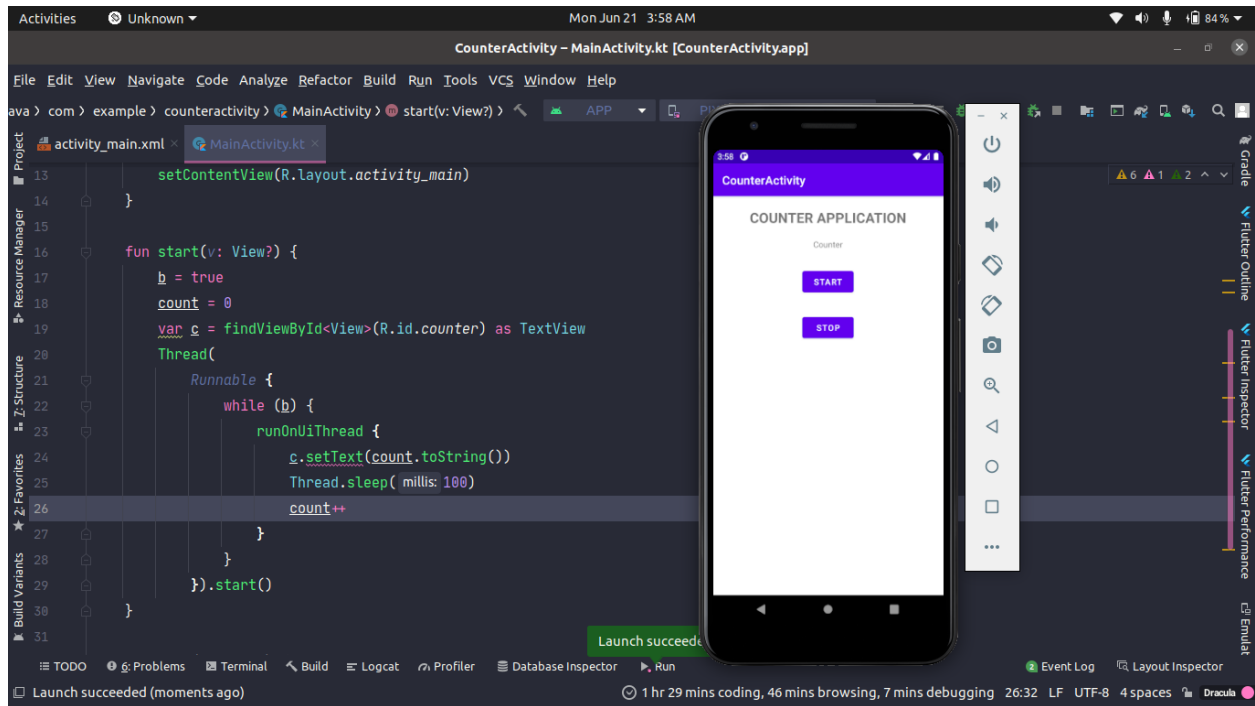 Activities Unknown Mon Jun 21 3:58 AM 84 %
CounterActivity – MainActivity.kt [CounterActivity.app]
File Edit View Navigate Code Analyze Refactor Build Run Tools VCS Window Help
ava com example counteractivity MainActivity start(v: View?) APP
activity_main.xml MainActivity.kt
13 setContentView(R.layout.activity_main)
14 }
15
16 fun start(v: View?) {
17 b = true
18 count = 0
19 var c = findViewById<View>(R.id.counter) as TextView
20 Thread(
21 Runnable {
22 while (b) {
23 runOnUiThread {
24 c.setText(count.toString())
25 Thread.sleep( millis: 100)
26 count++
27 }
28 }
29 }).start()
30 }
31
6 1 2
Project
Resource Manager
Z: Structure
2: Favorites
Build Variants
3:58
CounterActivity
COUNTER APPLICATION
Counter
START
STOP
Gradle
Flutter Outline
Flutter Inspector
Flutter Performance
Emulat
Launch succeede
TODO 6: Problems Terminal Build Logcat Profiler Database Inspector Run 2 Event Log Layout Inspector
Launch succeeded (moments ago) 1 hr 29 mins coding, 46 mins browsing, 7 mins debugging 26:32 LF UTF-8 4 spaces Dracula